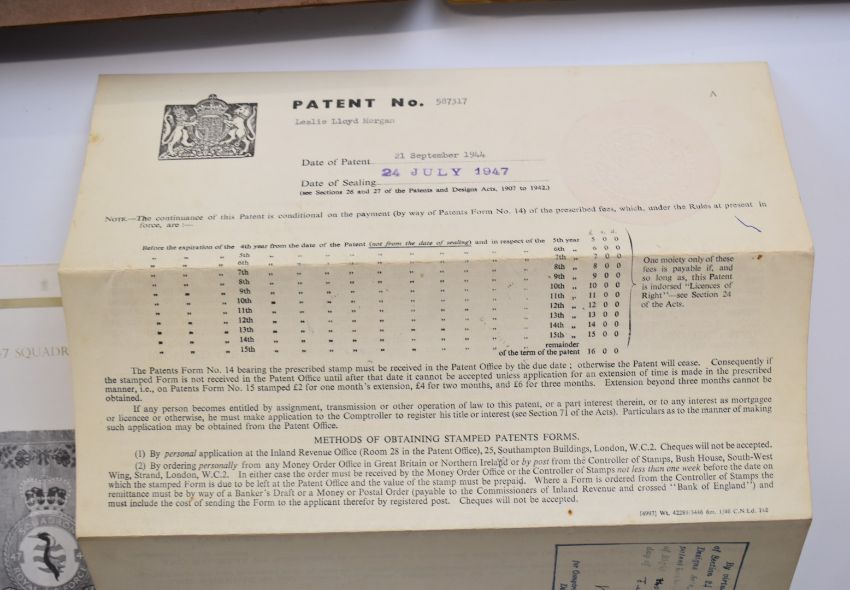 PATENT No. 587317
Leslie Lloyd Morgan
Date of Patent 21 September 1944
24 JULY 1947
Date of Sealing
(see Sections 26 and 27 of the Patents and Designs Acts, 1907 to 1942.)
NOTE.—The continuance of this Patent is conditional on the payment (by way of Patents Form No. 14) of the prescribed fees, which, under the Rules at present in
force, are :—
£ s. d.
Before the expiration of the 4th year from the date of the Patent (not from the date of sealing) and in respect of the 5th year 5 0 0
„ „ 5th „ „ „ „ „ „ „ „ 6th „ 6 0 0
„ „ 6th „ „ „ „ „ „ „ „ 7th „ 7 0 0
„ „ 7th „ „ „ „ „ „ „ „ 8th „ 8 0 0
„ „ 8th „ „ „ „ „ „ „ „ 9th „ 9 0 0
„ „ 9th „ „ „ „ „ „ „ „ 10th „ 10 0 0
„ „ 10th „ „ „ „ „ „ „ „ 11th „ 11 0 0
„ „ 11th „ „ „ „ „ „ „ „ 12th „ 12 0 0
„ „ 12th „ „ „ „ „ „ „ „ 13th „ 13 0 0
„ „ 13th „ „ „ „ „ „ „ „ 14th „ 14 0 0
„ „ 14th „ „ „ „ „ „ „ „ 15th „ 15 0 0
„ „ 15th „ „ „ „ „ „ „ remainder
of the term of the patent 16 0 0
One moiety only of these
fees is payable if, and
so long as, this Patent
is indorsed "Licences of
Right"—see Section 24
of the Acts.
The Patents Form No. 14 bearing the prescribed stamp must be received in the Patent Office by the due date ; otherwise the Patent will cease. Consequently if
the stamped Form is not received in the Patent Office until after that date it cannot be accepted unless application for an extension of time is made in the prescribed
manner, i.e., on Patents Form No. 15 stamped £2 for one month's extension, £4 for two months, and £6 for three months. Extension beyond three months cannot be
obtained.
If any person becomes entitled by assignment, transmission or other operation of law to this patent, or a part interest therein, or to any interest as mortgagee
or licencee or otherwise, he must make application to the Comptroller to register his title or interest (see Section 71 of the Acts). Particulars as to the manner of making
such application may be obtained from the Patent Office.
METHODS OF OBTAINING STAMPED PATENTS FORMS.
(1) By personal application at the Inland Revenue Office (Room 28 in the Patent Office), 25, Southampton Buildings, London, W.C.2. Cheques will not be accepted.
(2) By ordering personally from any Money Order Office in Great Britain or Northern Ireland or by post from the Controller of Stamps, Bush House, South-West
Wing, Strand, London, W.C.2. In either case the order must be received by the Money Order Office or the Controller of Stamps not less than one week before the date on
which the stamped Form is due to be left at the Patent Office and the value of the stamp must be prepaid. Where a Form is ordered from the Controller of Stamps the
remittance must be by way of a Banker's Draft or a Money or Postal Order (payable to the Commissioners of Inland Revenue and crossed "Bank of England") and
must include the cost of sending the Form to the applicant therefor by registered post. Cheques will not be accepted.
7 SQUADR
By virtu
of Section 2